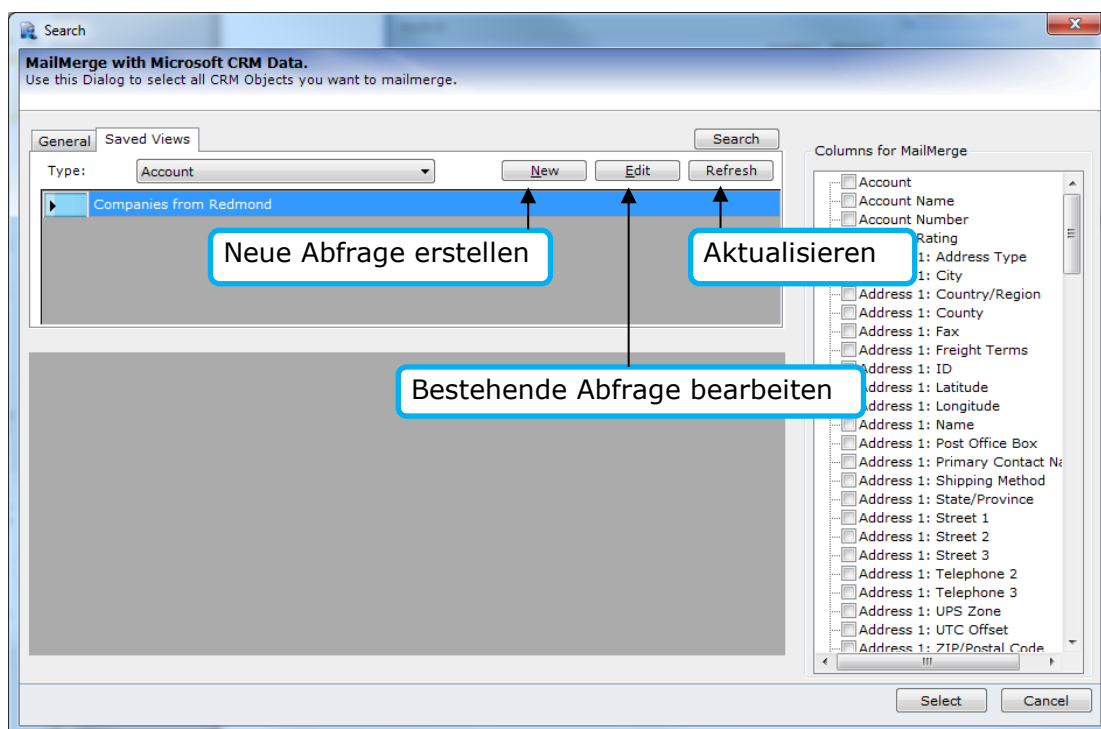 Search
MailMerge with Microsoft CRM Data.
Use this Dialog to select all CRM Objects you want to mailmerge.
General
Saved Views
Search
Type:
Account
New
Edit
Refresh
Companies from Redmond
Neue Abfrage erstellen
Aktualisieren
Bestehende Abfrage bearbeiten
Columns for MailMerge
Account
Account Name
Account Number
Rating
1: Address Type
1: City
Address 1: Country/Region
Address 1: County
Address 1: Fax
Address 1: Freight Terms
Address 1: ID
Address 1: Latitude
Address 1: Longitude
Address 1: Name
Address 1: Post Office Box
Address 1: Primary Contact Na
Address 1: Shipping Method
Address 1: State/Province
Address 1: Street 1
Address 1: Street 2
Address 1: Street 3
Address 1: Telephone 2
Address 1: Telephone 3
Address 1: UPS Zone
Address 1: UTC Offset
Address 1: ZIP/Postal Code
Select
Cancel